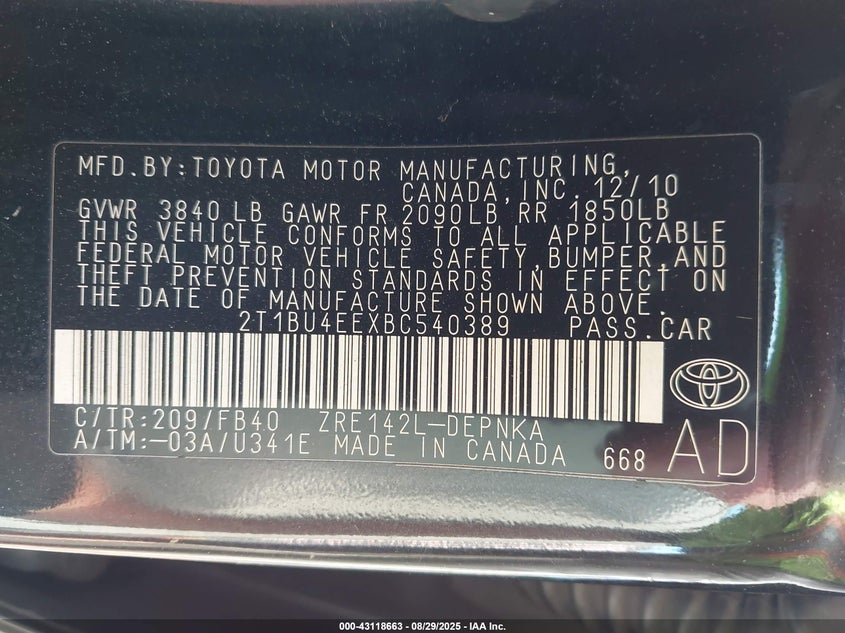 MFD.BY:TOYOTA MOTOR MANUFACTURING,
CANADA,INC. 12/10
GVWR 3840 LB GAWR FR 2090LB RR 1850LB
THIS VEHICLE CONFORMS TO ALL APPLICABLE
FEDERAL MOTOR VEHICLE SAFETY,BUMPER,AND
THEFT PREVENTION STANDARDS IN EFFECT ON
THE DATE OF MANUFACTURE SHOWN ABOVE.
2T1BU4EEXBC540389 PASS.CAR
C/TR:209/FB40 ZRE142L-DEPNKA
A/TM:-03A/U341E MADE IN CANADA 668 AD
000-43118663 - 08/29/2025 - IAA Inc.